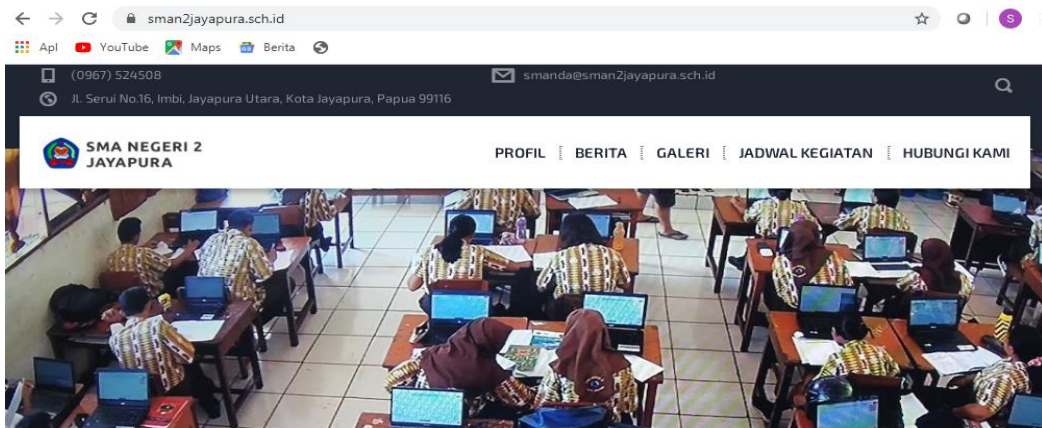 sman2jayapura.sch.id
S
Apl YouTube Maps Berita
(0967) 524508 smanda@sman2jayapura.sch.id
Jl. Serui No.16, Imbi, Jayapura Utara, Kota Jayapura, Papua 99116
SMA NEGERI 2
JAYAPURA
PROFIL BERITA GALERI JADWAL KEGIATAN HUBUNGI KAMI